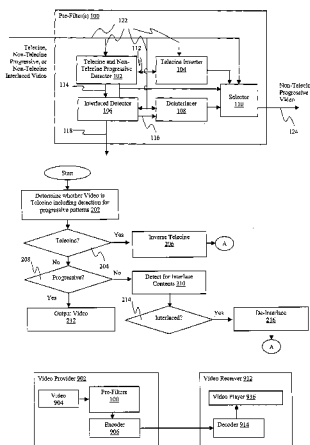 Pre-Filter(s) 100
122
Telecine,
Non-Telecine
Progressive, or
Non-Telecine
Interlaced Video
Telecine and Non-
Telecine Progressive
Detector 102
112
Telecine Inverter
104
114
Interlaced Detector
106
Deinterlacer
108
Selector
110
Non-Telecine
Progressive
Video
116
118
124
Start
Determine whether Video is
Telecine including detection for
progressive patterns 202
Telecine?
Yes
Inverse Telecine
206
A
204
No
208
Progressive?
No
Detect for Interlace
Contents 210
Yes
214
Output Video
212
Interlaced?
Yes
De-Interlace
216
A
Video Provider 902
Video
904
Pre-Filters
100
Encoder
906
Video Receiver 912
Video Player 916
Decoder 914